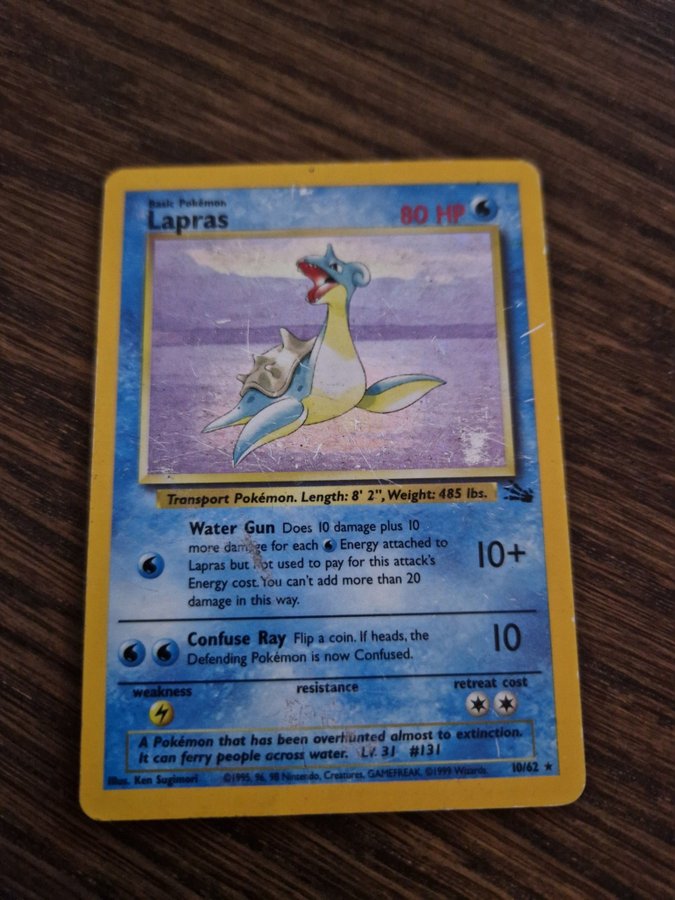 Basic Pokémon
Lapras
80 HP
Transport Pokémon. Length: 8' 2", Weight: 485 lbs.
Water Gun Does 10 damage plus 10
more damage for each Energy attached to
Lapras but not used to pay for this attack's
Energy cost. You can't add more than 20
damage in this way.
10+
Confuse Ray Flip a coin. If heads, the
Defending Pokémon is now Confused.
10
weakness
resistance
retreat cost
A Pokémon that has been overhunted almost to extinction.
It can ferry people across water. LV. 31 #131
Illus. Ken Sugimori
©1995, 96, 98 Nintendo, Creatures, GAMEFREAK. ©1999 Wizards.
10/62 ★